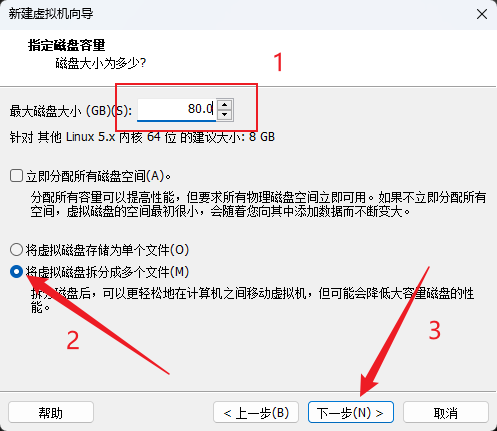 新建虚拟机向导
指定磁盘容量
磁盘大小为多少?
1
最大磁盘大小 (GB)(S): 80.0
针对 其他 Linux 5.x 内核 64 位 的建议大小: 8 GB
立即分配所有磁盘空间(A)。
分配所有容量可以提高性能，但要求所有物理磁盘空间立即可用。如果不立即分配所有
空间，虚拟磁盘的空间最初很小，会随着您向其中添加数据而不断变大。
将虚拟磁盘存储为单个文件(O)
将虚拟磁盘拆分成多个文件(M)
拆分磁盘后，可以更轻松地在计算机之间移动虚拟机，但可能会降低大容量磁盘的性
能。
2
3
帮助 < 上一步(B) 下一步(N) > 取消